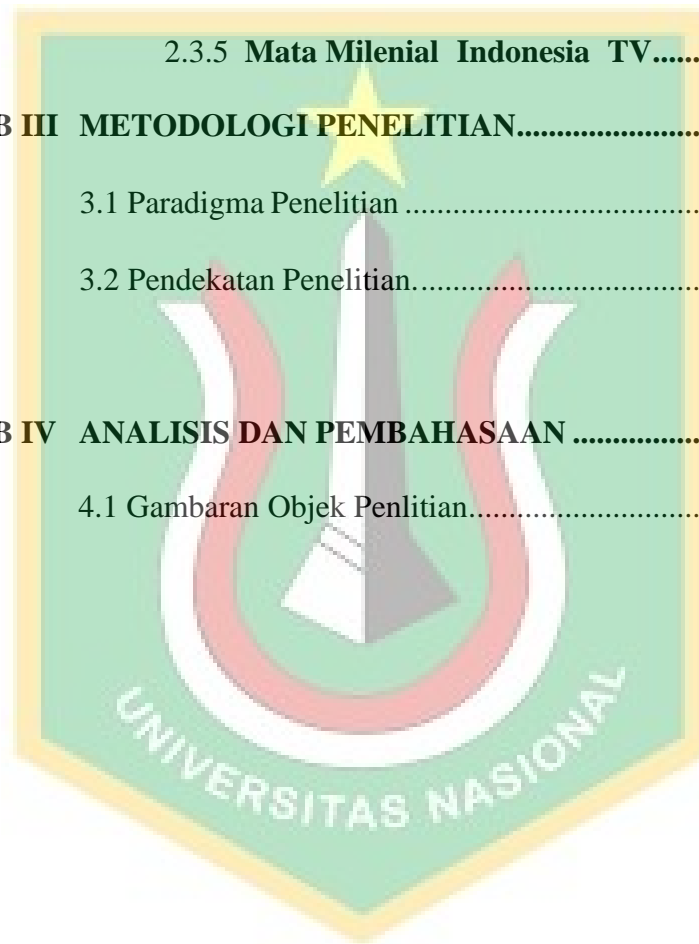 2.3.5 Mata Milenial Indonesia TV......
B III METODOLOGI PENELITIAN.......................
3.1 Paradigma Penelitian ...............................
3.2 Pendekatan Penelitian...............................
B IV ANALISIS DAN PEMBAHASAAN .................
4.1 Gambaran Objek Penlitian.........................
UNIVERSITAS NASIONAL